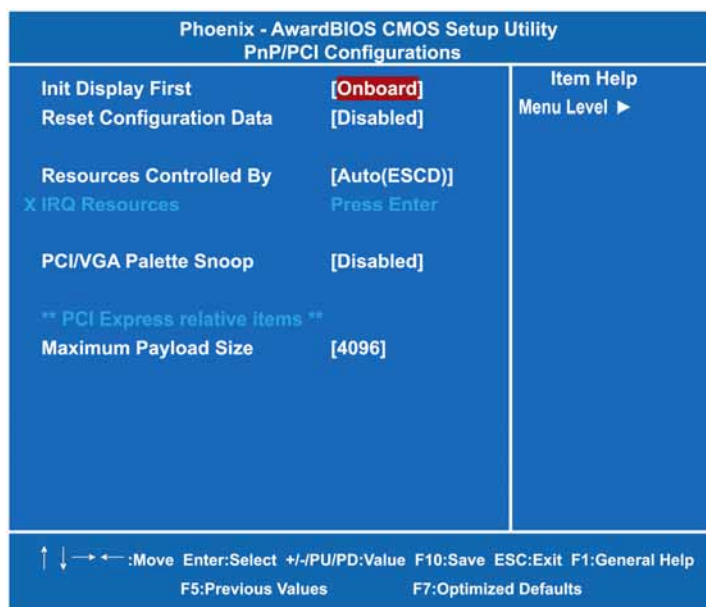 Phoenix - AwardBIOS CMOS Setup Utility
PnP/PCI Configurations
Init Display First [Onboard]
Reset Configuration Data [Disabled]
Resources Controlled By [Auto(ESCD)]
X IRQ Resources Press Enter
PCI/VGA Palette Snoop [Disabled]
** PCI Express relative items **
Maximum Payload Size [4096]
Item Help
Menu Level ►
↑ ↓ → ← :Move Enter:Select +/-/PU/PD:Value F10:Save ESC:Exit F1:General Help
F5:Previous Values F7:Optimized Defaults